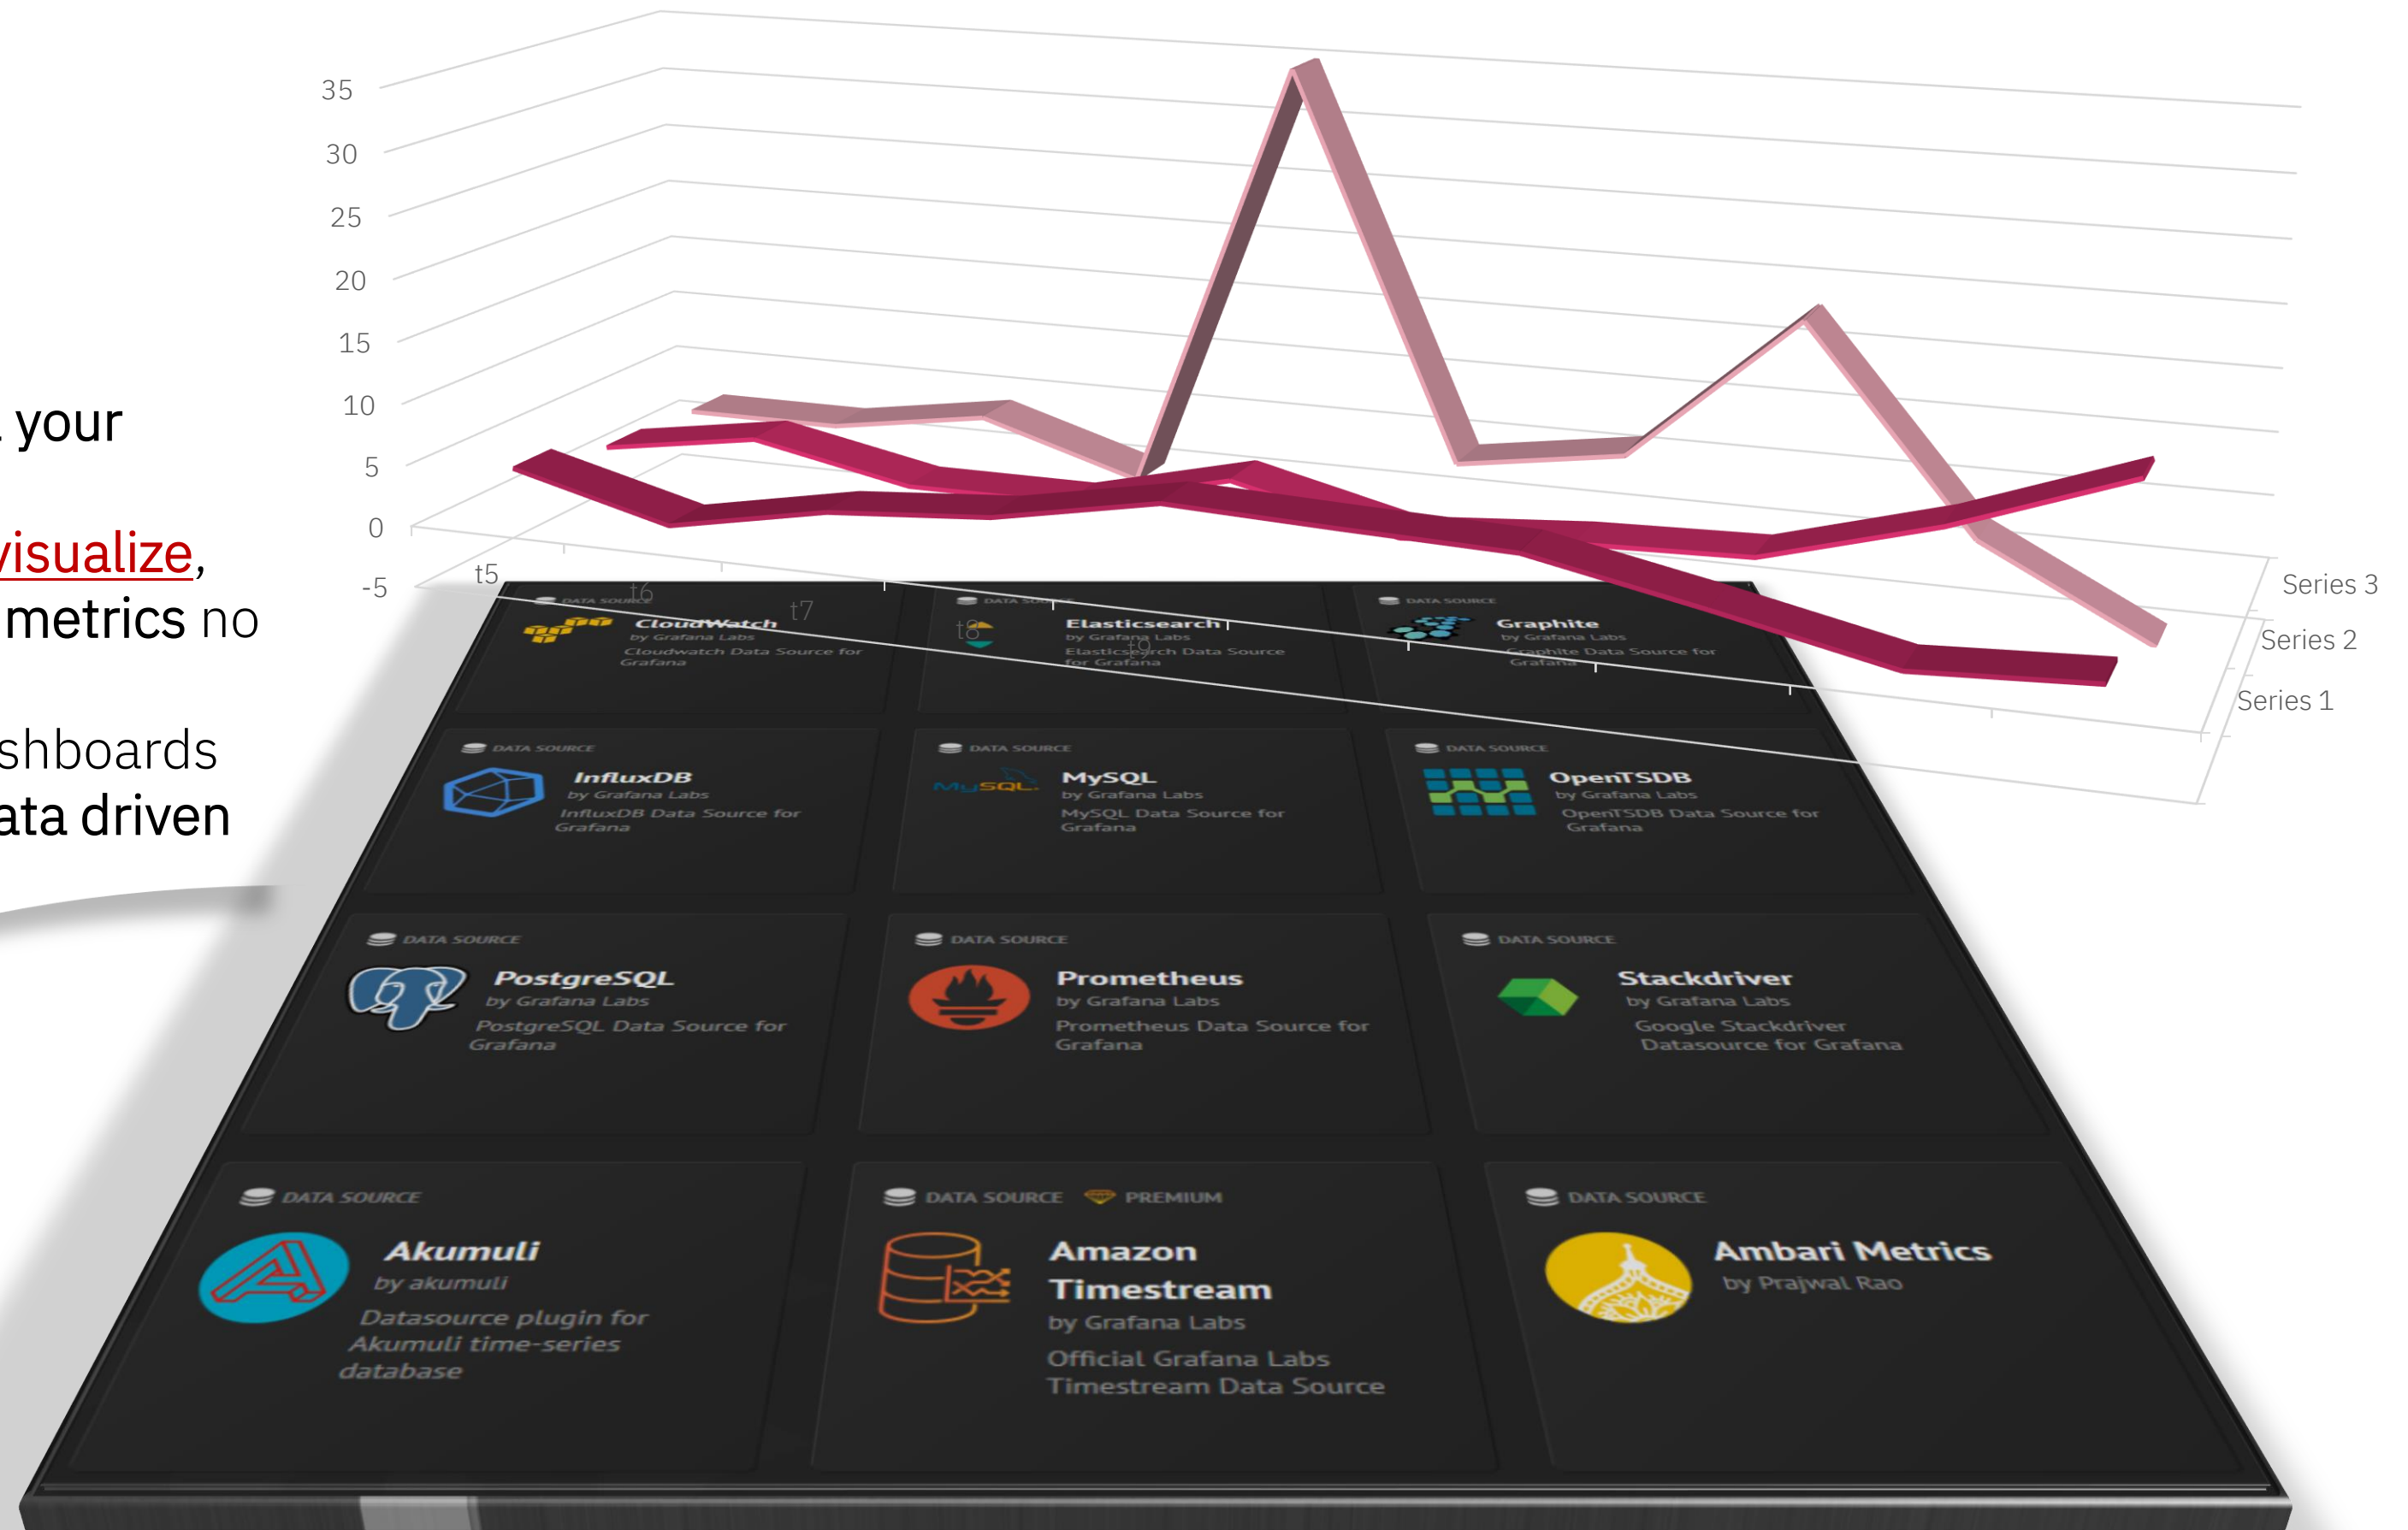 35
30
25
20
15
10
5
0
-5
t5
t6
t7
t8
t9
Series 3
Series 2
Series 1
your
visualize,
metrics no
shboards
ata driven
DATA SOURCE
CloudWatch
by Grafana Labs
Cloudwatch Data Source for
Grafana
DATA SOURCE
Elasticsearch
by Grafana Labs
Elasticsearch Data Source
for Grafana
DATA SOURCE
Graphite
by Grafana Labs
Graphite Data Source for
Grafana
DATA SOURCE
InfluxDB
by Grafana Labs
InfluxDB Data Source for
Grafana
DATA SOURCE
MySQL.
MySQL
by Grafana Labs
MySQL Data Source for
Grafana
DATA SOURCE
OpenTSDB
by Grafana Labs
OpenTSDB Data Source for
Grafana
DATA SOURCE
PostgreSQL
by Grafana Labs
PostgreSQL Data Source for
Grafana
DATA SOURCE
Prometheus
by Grafana Labs
Prometheus Data Source for
Grafana
DATA SOURCE
Stackdriver
by Grafana Labs
Google Stackdriver
Datasource for Grafana
DATA SOURCE
Akumuli
by akumuli
Datasource plugin for
Akumuli time-series
database
DATA SOURCE PREMIUM
Amazon
Timestream
by Grafana Labs
Official Grafana Labs
Timestream Data Source
DATA SOURCE
Ambari Metrics
by Prajwal Rao